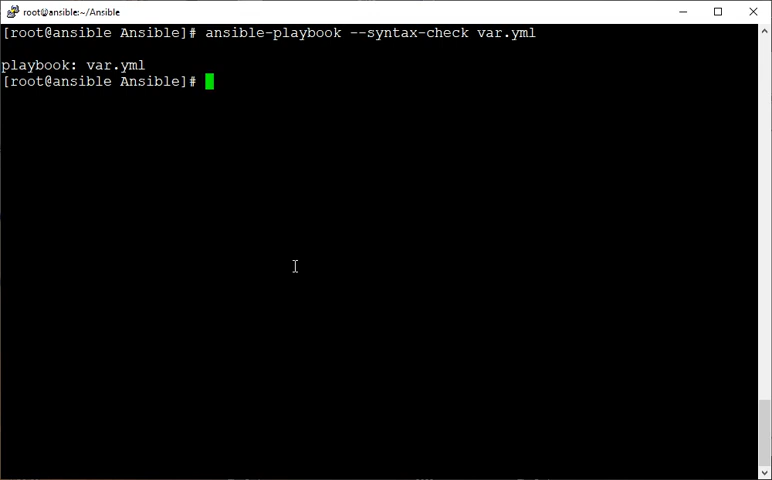 root@ansible:~/Ansible
[root@ansible Ansible]# ansible-playbook --syntax-check var.yml
playbook: var.yml
[root@ansible Ansible]#